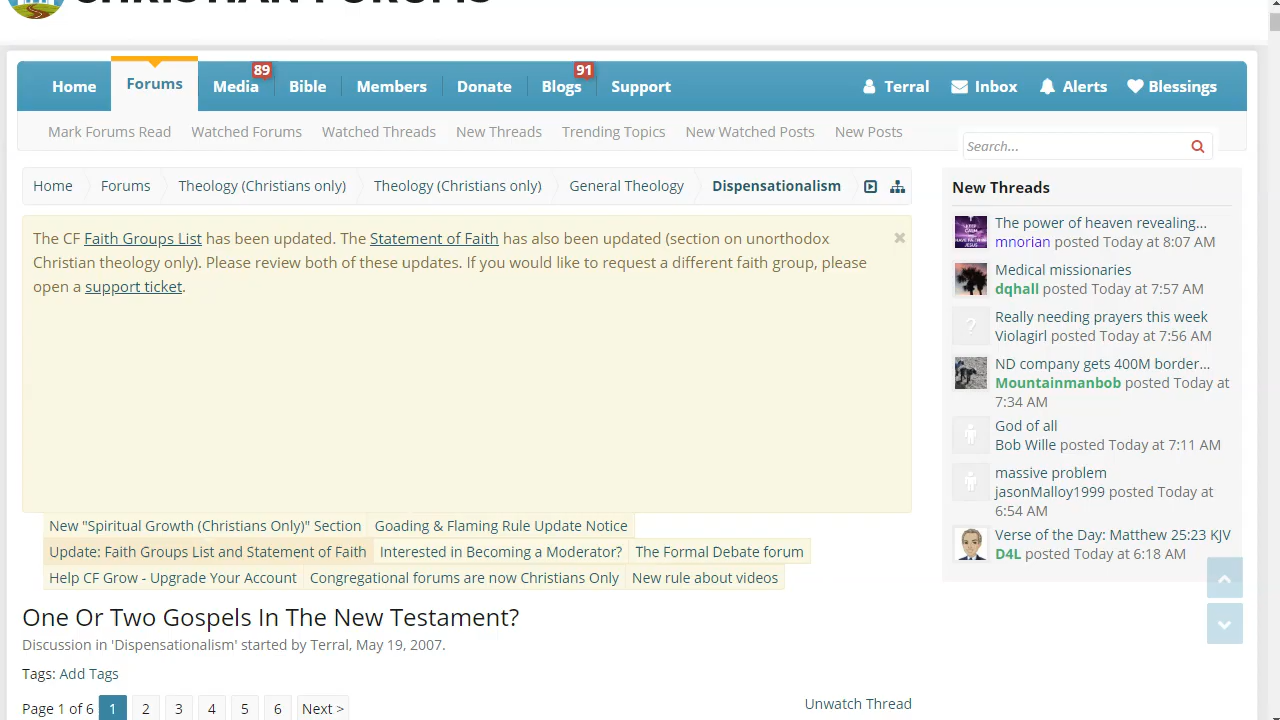 CHRISTIAN FORUMS
Home Forums Media 89 Bible Members Donate Blogs 91 Support Terral Inbox Alerts Blessings
Mark Forums Read Watched Forums Watched Threads New Threads Trending Topics New Watched Posts New Posts
Search...
Home Forums Theology (Christians only) Theology (Christians only) General Theology Dispensationalism
The CF Faith Groups List has been updated. The Statement of Faith has also been updated (section on unorthodox
Christian theology only). Please review both of these updates. If you would like to request a different faith group, please
open a support ticket.
New "Spiritual Growth (Christians Only)" Section Goading & Flaming Rule Update Notice
Update: Faith Groups List and Statement of Faith Interested in Becoming a Moderator? The Formal Debate forum
Help CF Grow - Upgrade Your Account Congregational forums are now Christians Only New rule about videos
One Or Two Gospels In The New Testament?
Discussion in 'Dispensationalism' started by Terral, May 19, 2007.
Tags: Add Tags
Page 1 of 6 1 2 3 4 5 6 Next >
Unwatch Thread
New Threads
The power of heaven revealing...
mnorian posted Today at 8:07 AM
Medical missionaries
dqhall posted Today at 7:57 AM
Really needing prayers this week
Violagirl posted Today at 7:56 AM
ND company gets 400M border...
Mountainmanbob posted Today at
7:34 AM
God of all
Bob Wille posted Today at 7:11 AM
massive problem
jasonMalloy1999 posted Today at
6:54 AM
Verse of the Day: Matthew 25:23 KJV
D4L posted Today at 6:18 AM